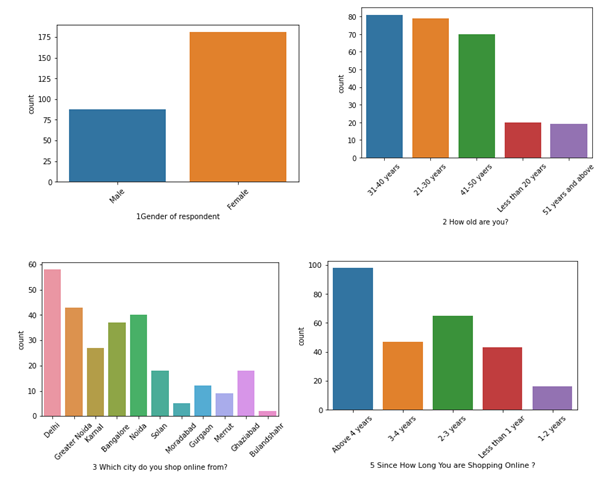 175
150
125
100
75
50
25
0
count
Male
Female
1Gender of respondent
80
70
60
50
40
30
20
10
0
count
31-40 years
21-30 years
41-50 yaers
Less than 20 years
51 years and above
2 How old are you?
60
50
40
30
20
10
0
count
Delhi
Greater Noida
Karnal
Bangalore
Noida
Solan
Moradabad
Gurgaon
Merrut
Ghaziabad
Bulandshahr
3 Which city do you shop online from?
100
80
60
40
20
0
count
Above 4 years
3-4 years
2-3 years
Less than 1 year
1-2 years
5 Since How Long You are Shopping Online ?